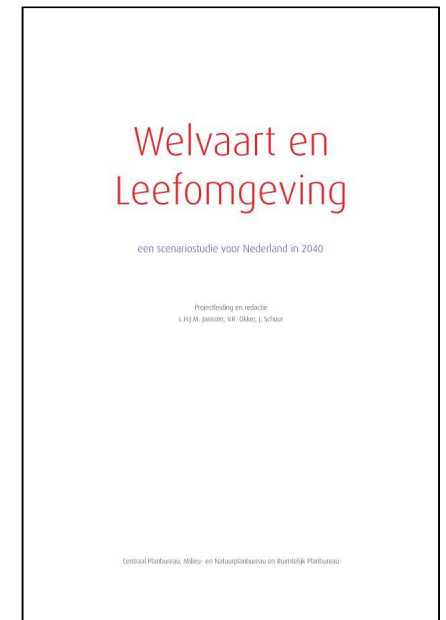 Welvaart en
Leefomgeving
een scenariostudie voor Nederland in 2040
Projectleiding en redactie
L.H.J.M. Janssen, V.R. Okker, J. Schuur
Centraal Planbureau, Milieu- en Natuurplanbureau en Ruimtelijk Planbureau